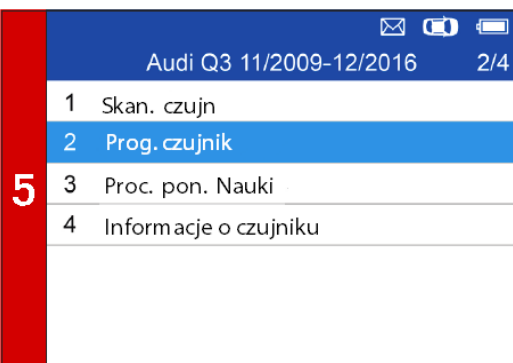 Audi Q3 11/2009-12/2016 2/4
1 Skan. czujn
2 Prog. czujnik
5
3 Proc. pon. Nauki
4 Informacje o czujniku